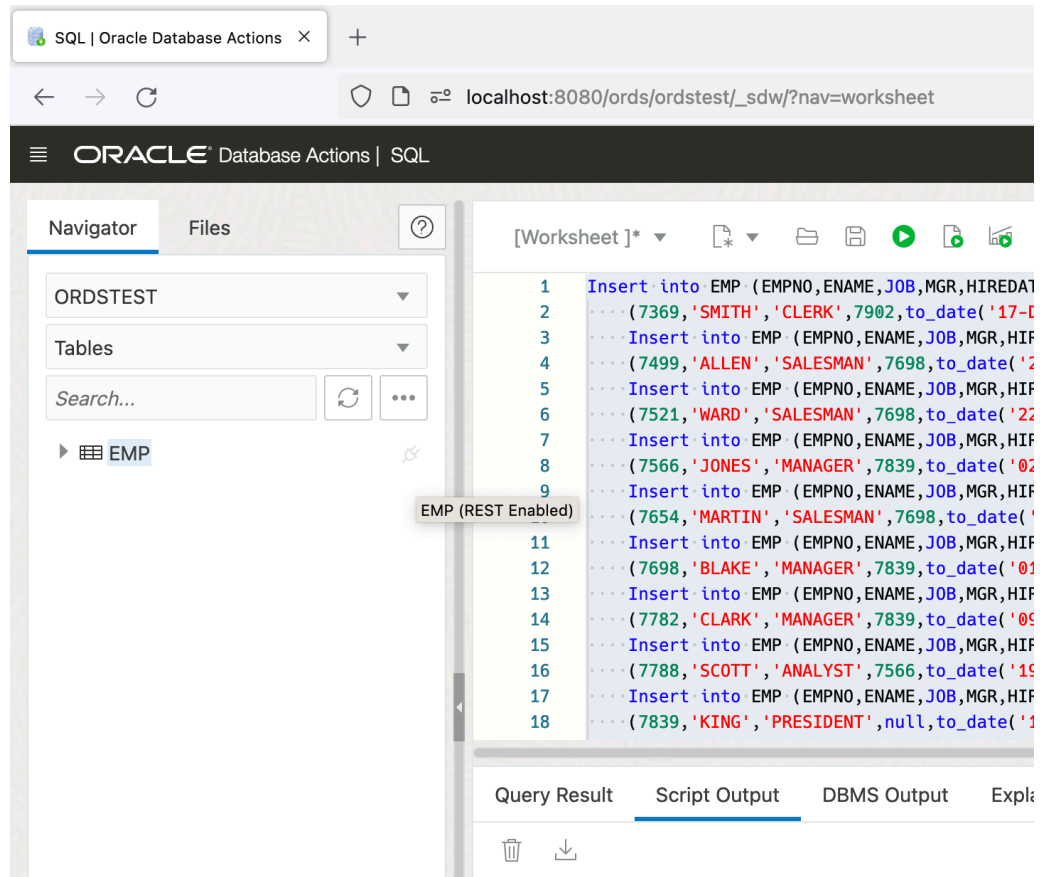 SQL | Oracle Database Actions
localhost:8080/ords/ordstest/_sdw/?nav=worksheet
ORACLE Database Actions | SQL
Navigator Files
ORDSTEST
Tables
Search...
EMP
EMP (REST Enabled)
[Worksheet ]*
1 Insert into EMP (EMPNO,ENAME,JOB,MGR,HIREDAT
2 ····(7369,'SMITH','CLERK',7902,to_date('17-D
3 ····Insert into EMP (EMPNO,ENAME,JOB,MGR,HIR
4 ····(7499,'ALLEN','SALESMAN',7698,to_date('2
5 ····Insert into EMP (EMPNO,ENAME,JOB,MGR,HIR
6 ····(7521,'WARD','SALESMAN',7698,to_date('22
7 ····Insert into EMP (EMPNO,ENAME,JOB,MGR,HIR
8 ····(7566,'JONES','MANAGER',7839,to_date('02
9 ····Insert into EMP (EMPNO,ENAME,JOB,MGR,HIR
····(7654,'MARTIN','SALESMAN',7698,to_date('
11 ····Insert into EMP (EMPNO,ENAME,JOB,MGR,HIR
12 ····(7698,'BLAKE','MANAGER',7839,to_date('01
13 ····Insert into EMP (EMPNO,ENAME,JOB,MGR,HIR
14 ····(7782,'CLARK','MANAGER',7839,to_date('09
15 ····Insert into EMP (EMPNO,ENAME,JOB,MGR,HIR
16 ····(7788,'SCOTT','ANALYST',7566,to_date('19
17 ····Insert into EMP (EMPNO,ENAME,JOB,MGR,HIR
18 ····(7839,'KING','PRESIDENT',null,to_date('1
Query Result Script Output DBMS Output Expla